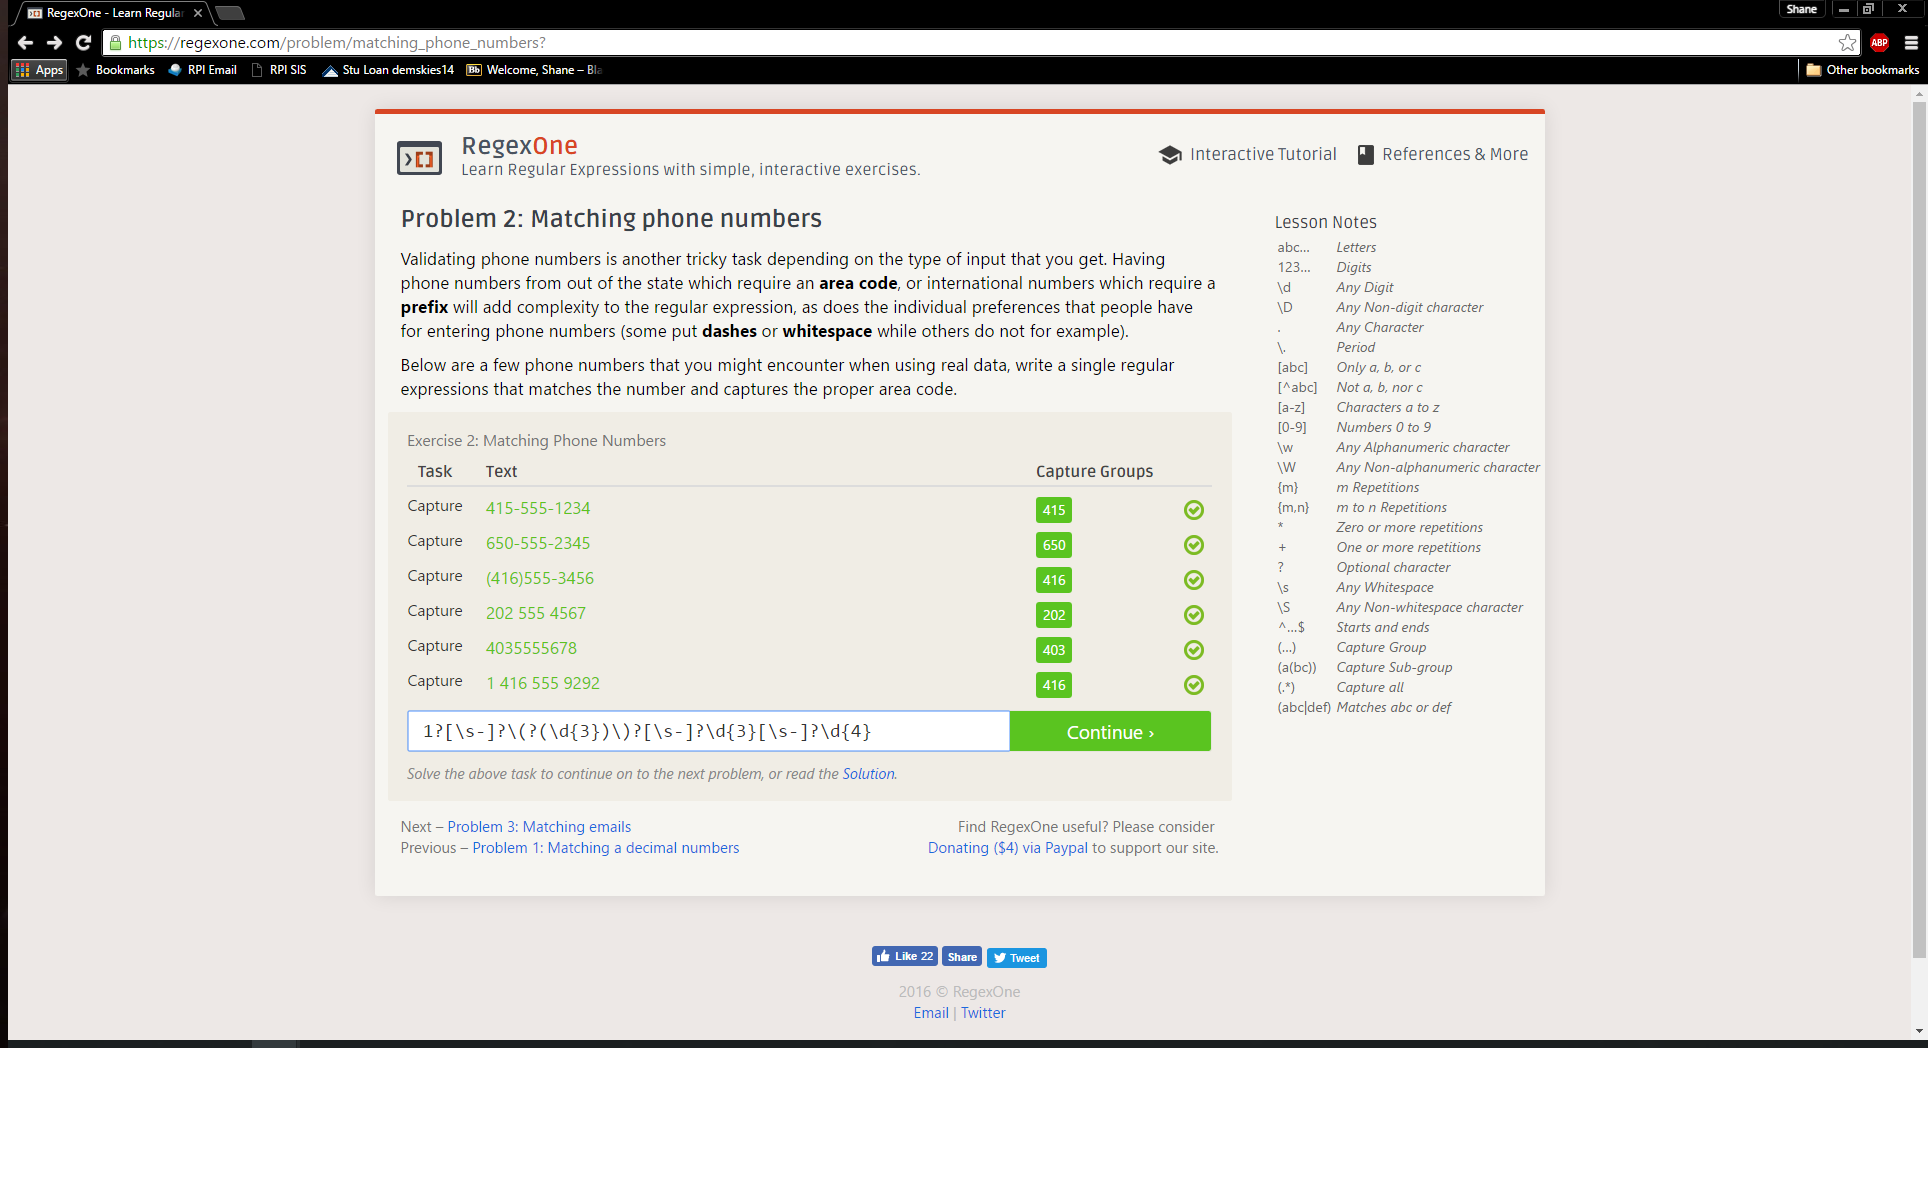 RegexOne - Learn Regula
Shane
https://regexone.com/problem/matching_phone_numbers?
ABP
Apps Bookmarks RPI Email RPI SIS Stu Loan demskies14 Bb Welcome, Shane – Bla Other bookmarks
RegexOne
Learn Regular Expressions with simple, interactive exercises.
Interactive Tutorial References & More
Problem 2: Matching phone numbers
Validating phone numbers is another tricky task depending on the type of input that you get. Having
phone numbers from out of the state which require an area code, or international numbers which require a
prefix will add complexity to the regular expression, as does the individual preferences that people have
for entering phone numbers (some put dashes or whitespace while others do not for example).
Below are a few phone numbers that you might encounter when using real data, write a single regular
expressions that matches the number and captures the proper area code.
Exercise 2: Matching Phone Numbers
Task Text Capture Groups
Capture 415-555-1234 415
Capture 650-555-2345 650
Capture (416)555-3456 416
Capture 202 555 4567 202
Capture 4035555678 403
Capture 1 416 555 9292 416
1?[\s-]?\(?(\d{3})\)?[\s-]?\d{3}[\s-]?\d{4}
Continue ›
Solve the above task to continue on to the next problem, or read the Solution.
Next – Problem 3: Matching emails
Previous – Problem 1: Matching a decimal numbers
Find RegexOne useful? Please consider
Donating ($4) via Paypal to support our site.
Lesson Notes
abc... Letters
123... Digits
\d Any Digit
\D Any Non-digit character
. Any Character
\. Period
[abc] Only a, b, or c
[^abc] Not a, b, nor c
[a-z] Characters a to z
[0-9] Numbers 0 to 9
\w Any Alphanumeric character
\W Any Non-alphanumeric character
{m} m Repetitions
{m,n} m to n Repetitions
* Zero or more repetitions
+ One or more repetitions
? Optional character
\s Any Whitespace
\S Any Non-whitespace character
^...$ Starts and ends
(...) Capture Group
(a(bc)) Capture Sub-group
(.*) Capture all
(abc|def) Matches abc or def
Like 22 Share Tweet
2016 © RegexOne
Email | Twitter